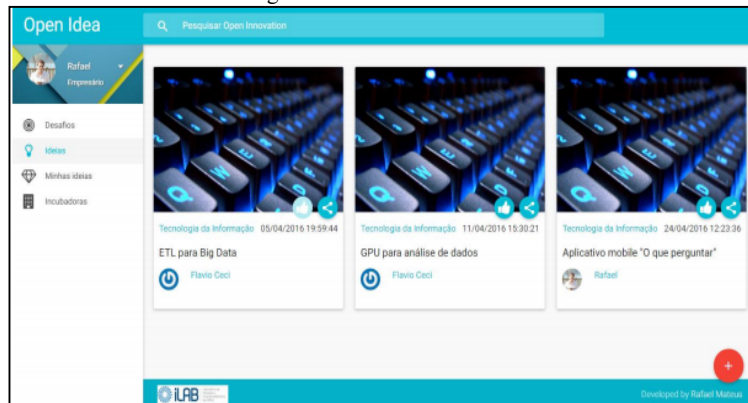 Open Idea
Pesquisar Open Innovation
Rafael
Empresário
Desafios
Ideias
Minhas ideias
Incubadoras
Tecnologia da Informação 05/04/2016 19:59:44
ETL para Big Data
Flavio Ceci
Tecnologia da Informação 11/04/2016 15:30:21
GPU para análise de dados
Flavio Ceci
Tecnologia da Informação 24/04/2016 12:23:36
Aplicativo mobile "O que perguntar"
Rafael
+
iLAB
Developed by Rafael Mateus